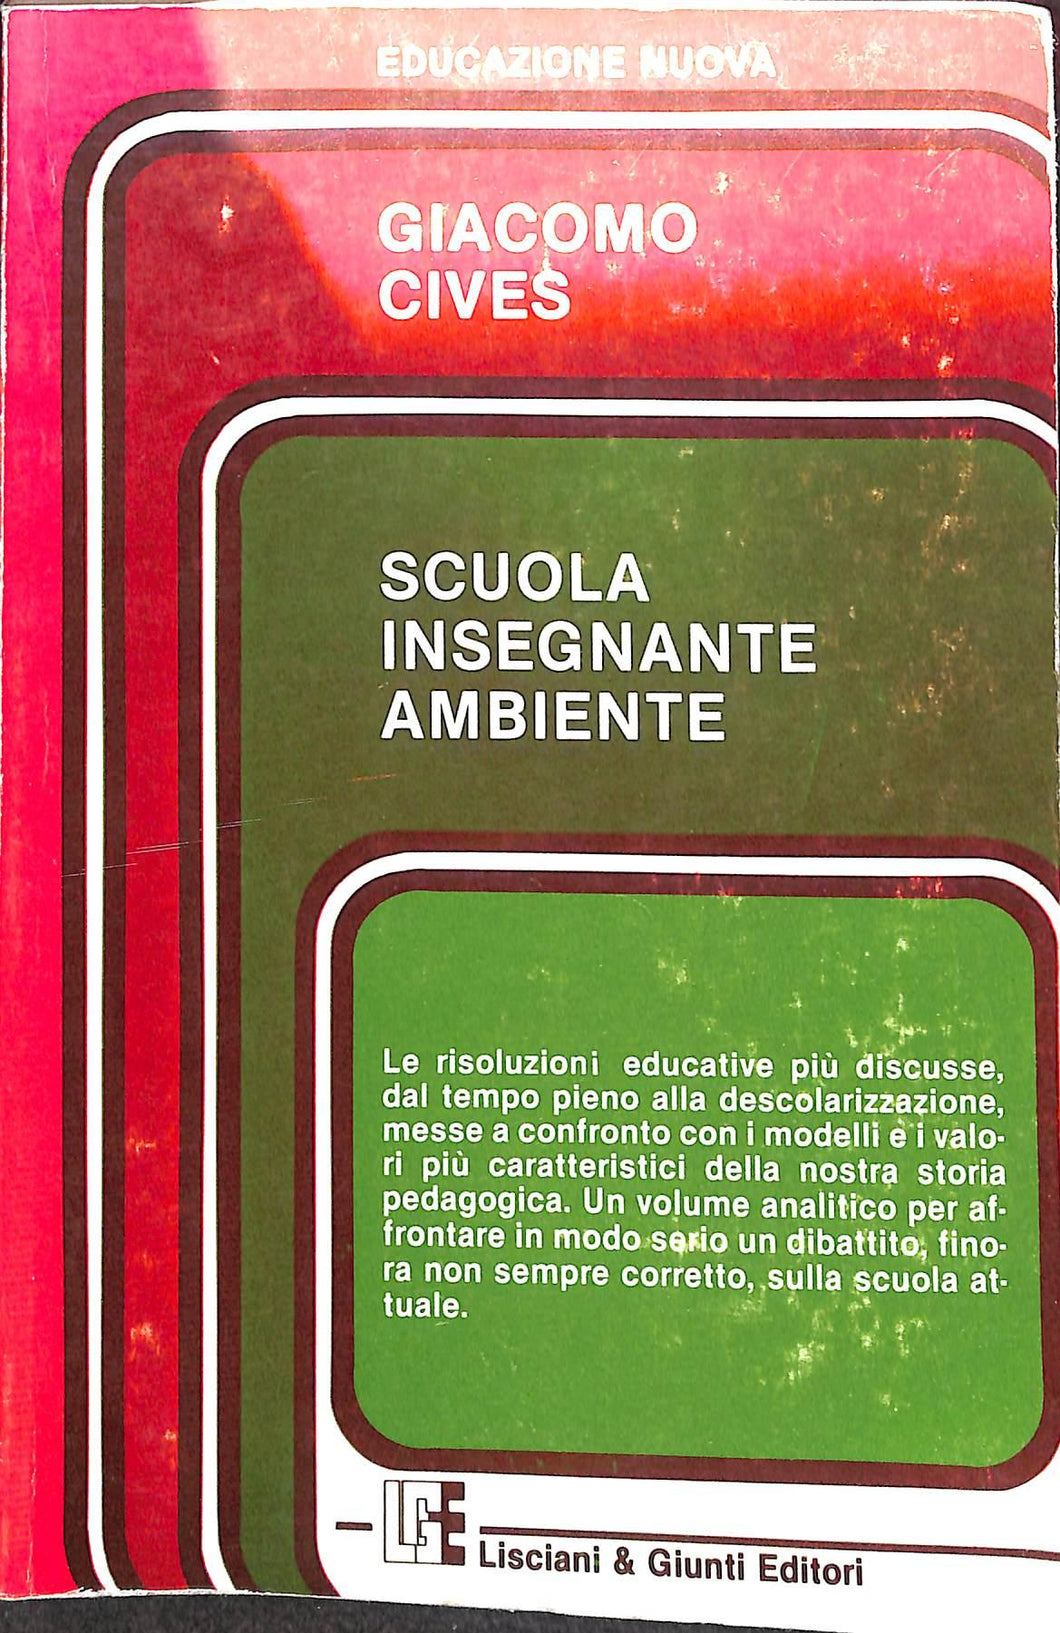 EDUCAZIONE NUOVA
GIACOMO
CIVES
SCUOLA
INSEGNANTE
AMBIENTE
Le risoluzioni educative più discusse,
dal tempo pieno alla descolarizzazione,
messe a confronto con i modelli e i valo-
ri più caratteristici della nostra storia
pedagogica. Un volume analitico per af-
frontare in modo serio un dibattito, fino-
ra non sempre corretto, sulla scuola at-
tuale.
LGE
Lisciani & Giunti Editori